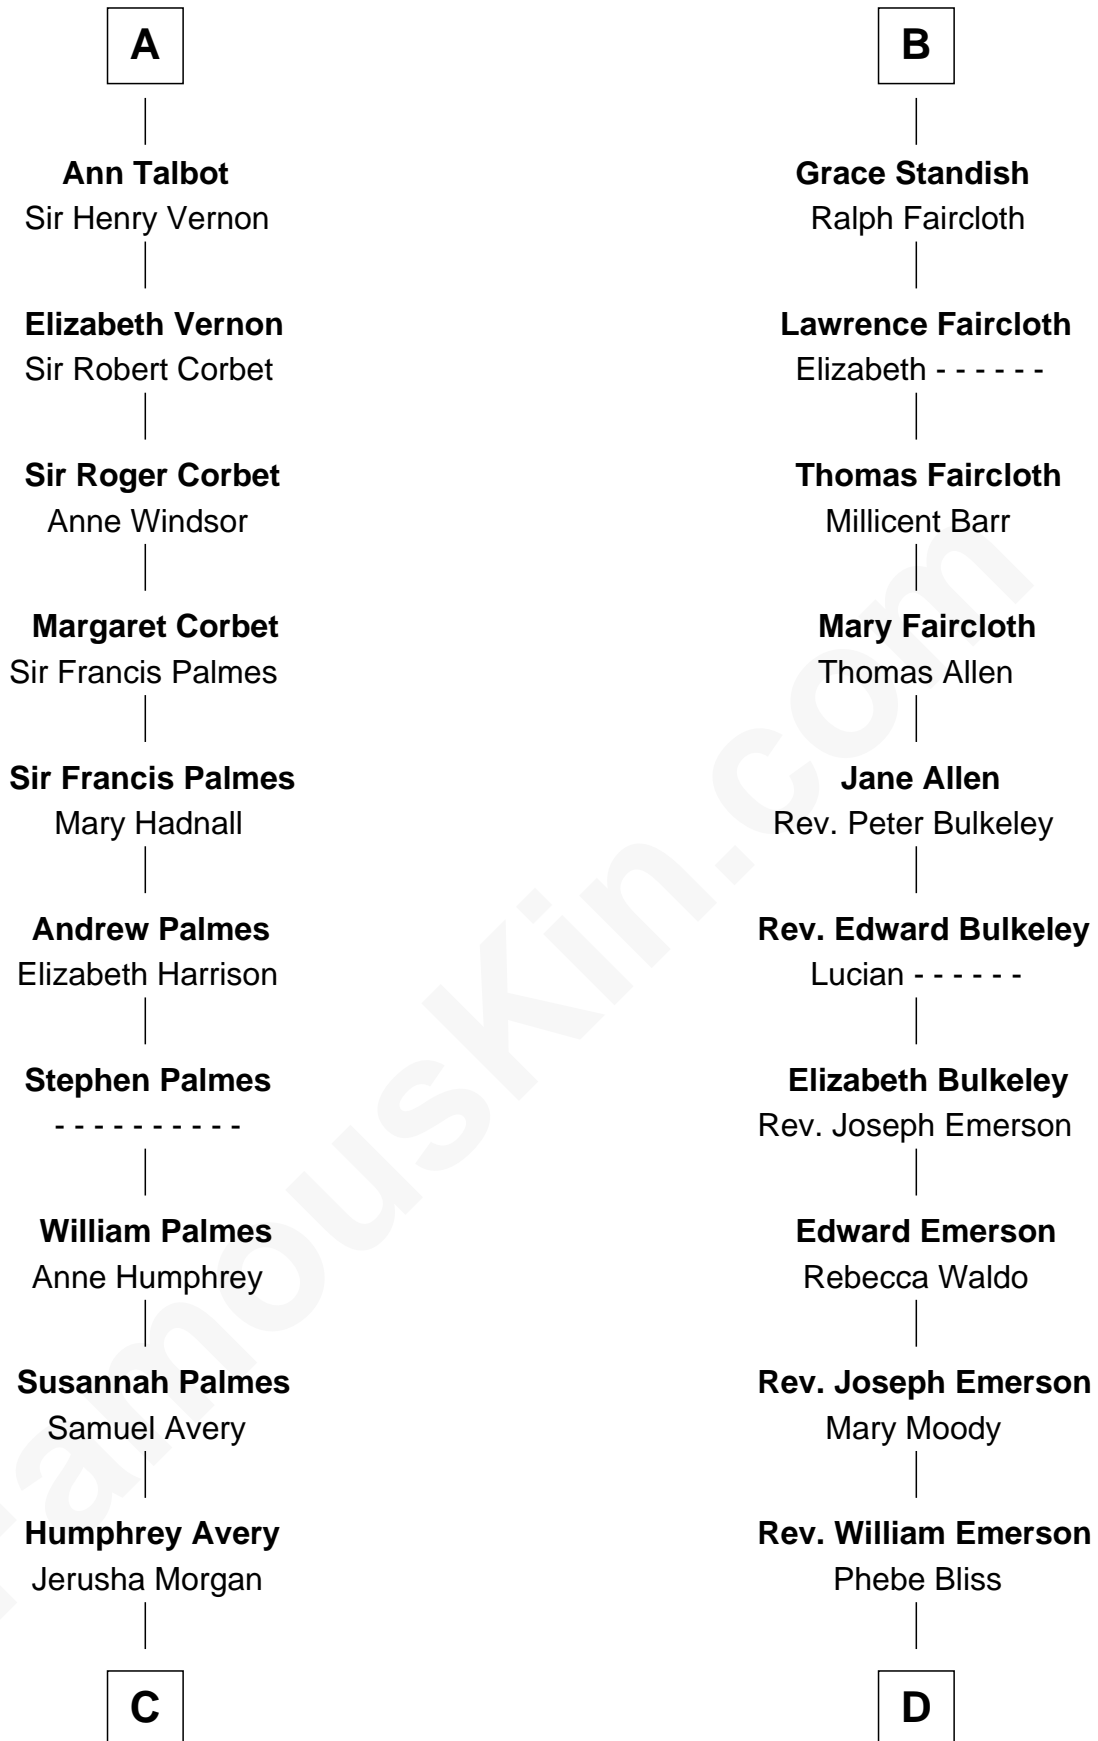 A
Ann Talbot
Sir Henry Vernon
Elizabeth Vernon
Sir Robert Corbet
Sir Roger Corbet
Anne Windsor
Margaret Corbet
Sir Francis Palmes
Sir Francis Palmes
Mary Hadnall
Andrew Palmes
Elizabeth Harrison
Stephen Palmes
- - - - - - - - - -
William Palmes
Anne Humphrey
Susannah Palmes
Samuel Avery
Humphrey Avery
Jerusha Morgan
C
B
Grace Standish
Ralph Faircloth
Lawrence Faircloth
Elizabeth - - - - - -
Thomas Faircloth
Millicent Barr
Mary Faircloth
Thomas Allen
Jane Allen
Rev. Peter Bulkeley
Rev. Edward Bulkeley
Lucian - - - - - -
Elizabeth Bulkeley
Rev. Joseph Emerson
Edward Emerson
Rebecca Waldo
Rev. Joseph Emerson
Mary Moody
Rev. William Emerson
Phebe Bliss
D
FamousKin.com